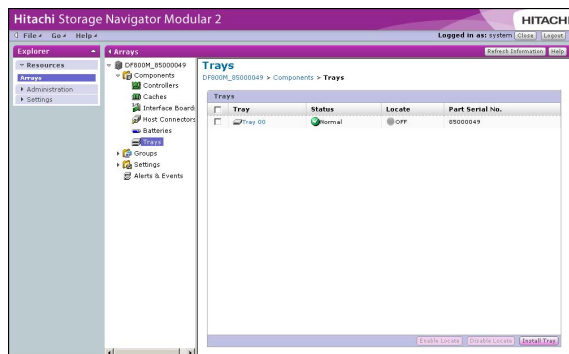 Hitachi Storage Navigator Modular 2
HITACHI
File Go Help
Logged in as: system Close Logout
Explorer
Arrays
Refresh Information Help
Resources
Arrays
Administration
Settings
DF800M_85000049
Components
Controllers
Caches
Interface Board
Host Connectors
Batteries
Trays
Groups
Settings
Alerts & Events
Trays
DF800M_85000049 > Components > Trays
Trays
Tray Status Locate Part Serial No.
Tray 00 Normal OFF 85000049
Enable Locate Disable Locate Install Tray